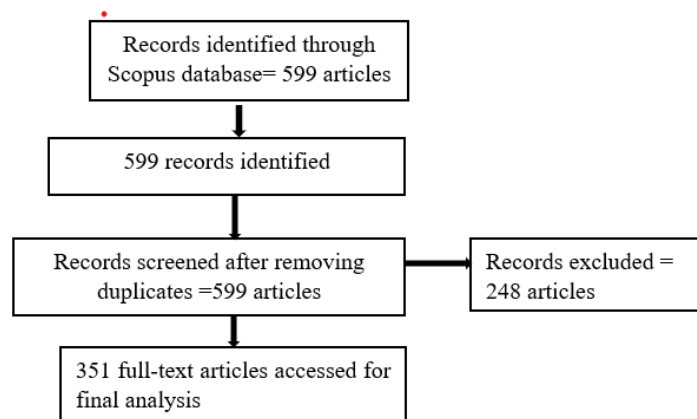 Records identified through
Scopus database= 599 articles
599 records identified
Records screened after removing
duplicates =599 articles
Records excluded =
248 articles
351 full-text articles accessed for
final analysis